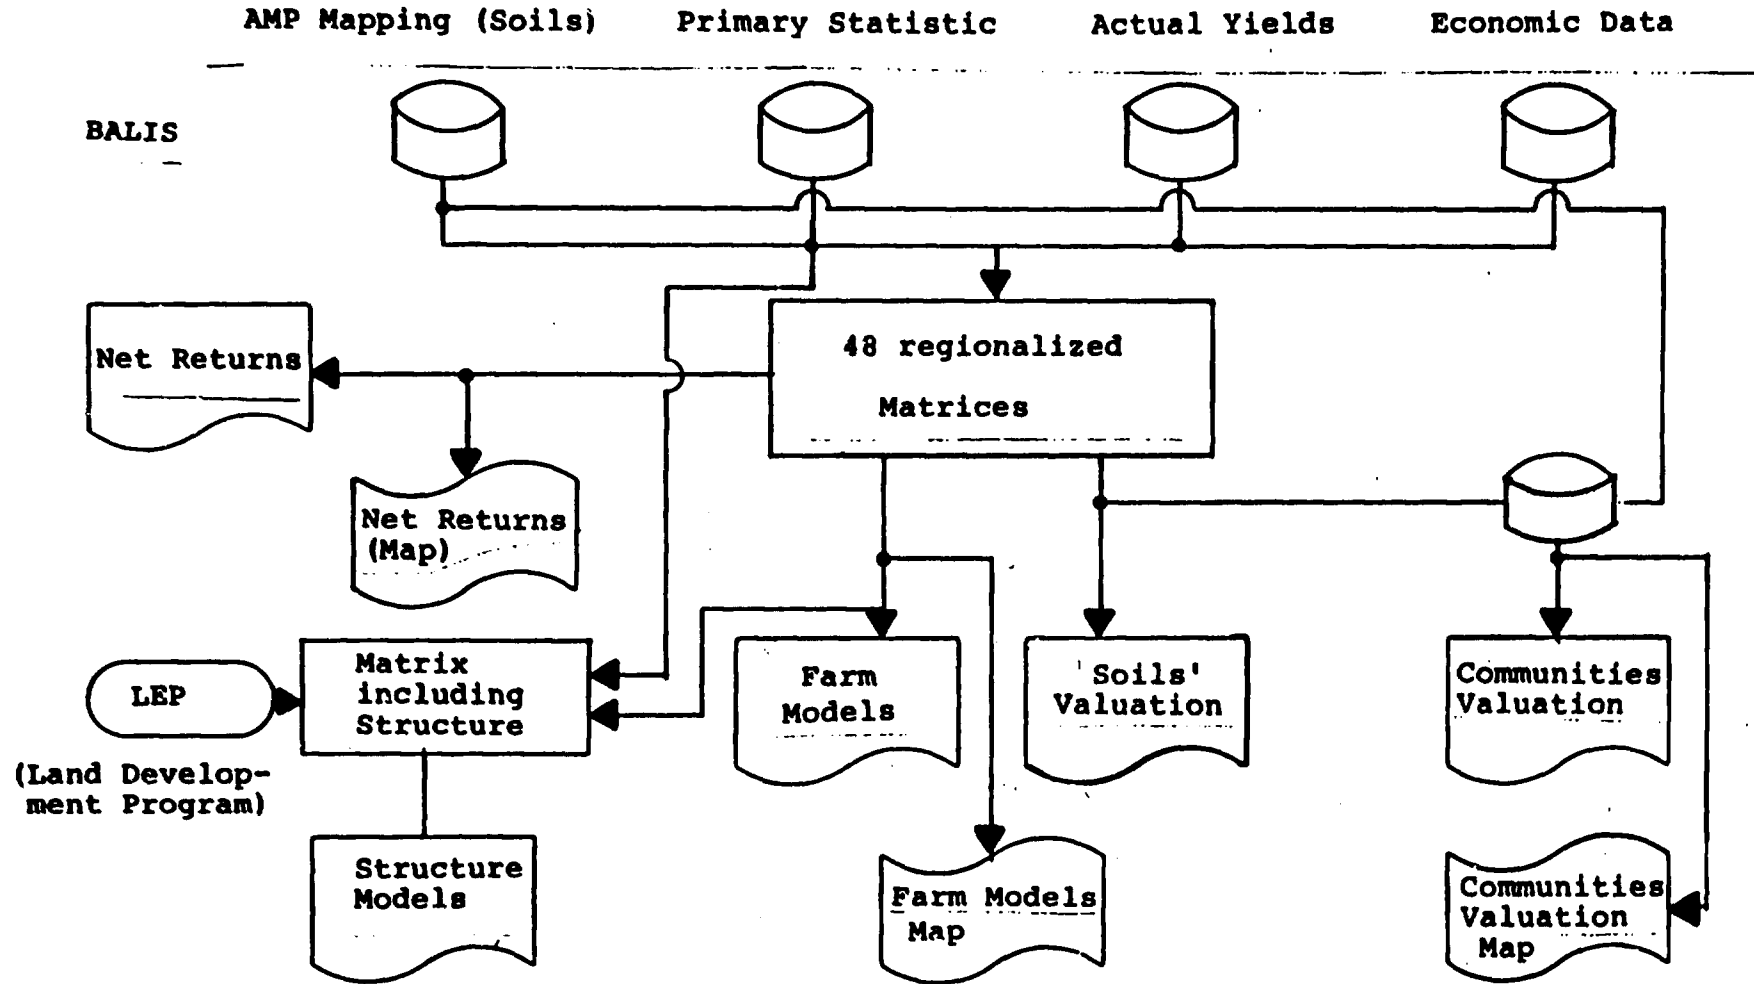 AMP Mapping (Soils)
Primary Statistic
Actual Yields
Economic Data
BALIS
48 regionalized
Matrices
Net Returns
Net Returns
(Map)
LEP
(Land Develop-
ment Program)
Matrix
including
Structure
Farm
Models
Soils'
Valuation
Communities
Valuation
Structure
Models
Farm Models
Map
Communities
Valuation
Map